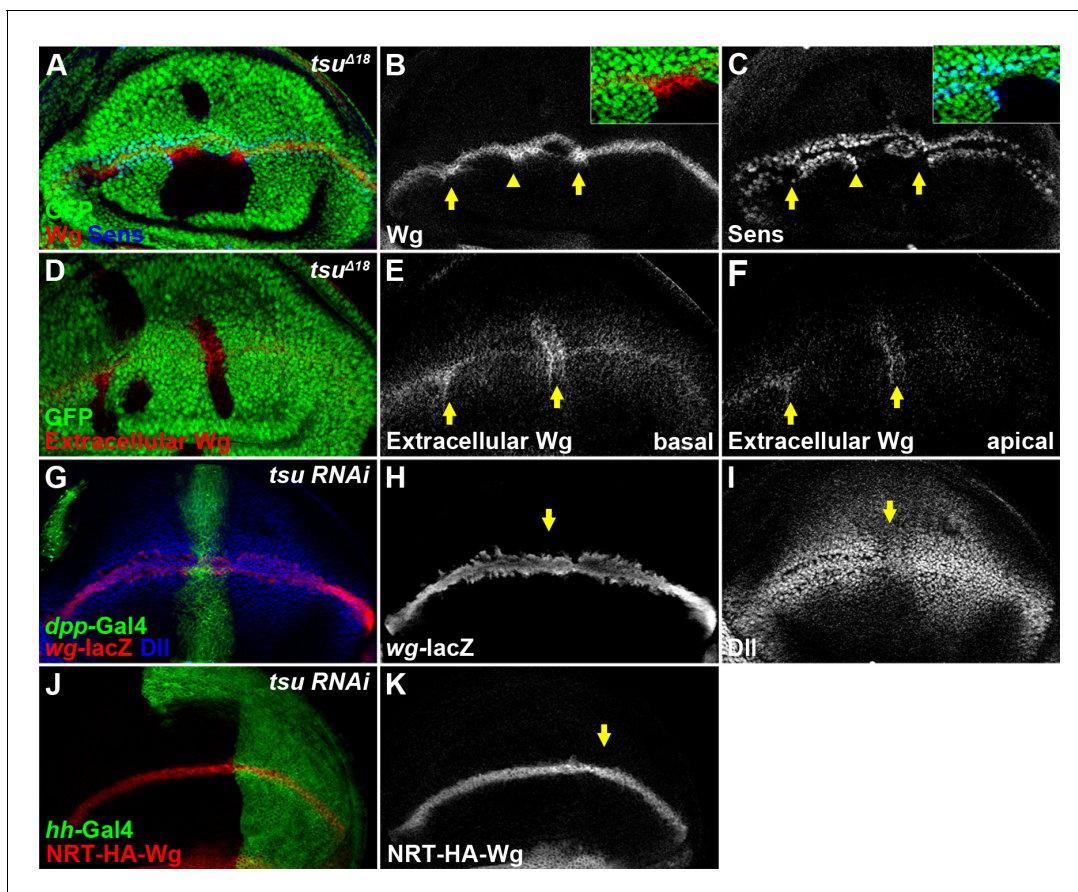 A
tsuΔ18
GFP
Wg Sens
B
Wg
C
Sens
D
tsuΔ18
GFP
Extracellular Wg
E
Extracellular Wg basal
F
Extracellular Wg apical
G
tsu RNAi
dpp-Gal4
wg-lacZ Dll
H
wg-lacZ
I
Dll
J
tsu RNAi
hh-Gal4
NRT-HA-Wg
K
NRT-HA-Wg